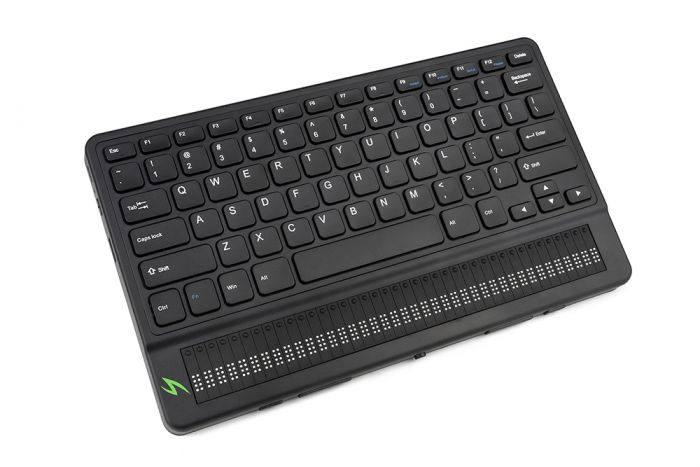 Esc F1 F2 F3 F4 F5 F6 F7 F8 F9 F10 F11 F12 Delete
~ ! 1 @ 2 # 3 $ 4 % 5 ^ 6 & 7 * 8 ( 9 ) 0 _ - + = Backspace
Tab Q W E R T Y U I O P { [ } ] | \
Caps lock A S D F G H J K L : ; " ' Enter
Shift Z X C V B N M < , > . ? / Shift
Ctrl Fn Win Alt Alt Ctrl